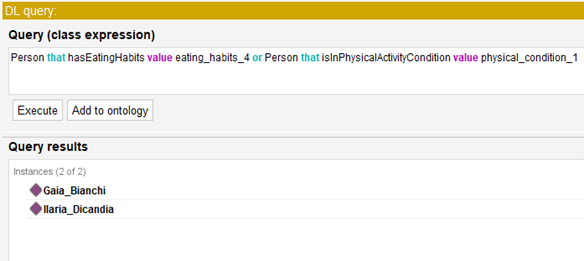 DL query:
Query (class expression)
Person that hasEatingHabits value eating_habits_4 or Person that isInPhysicalActivityCondition value physical_condition_1
Execute Add to ontology
Query results
Instances (2 of 2)
Gaia_Bianchi
Ilaria_Dicandia